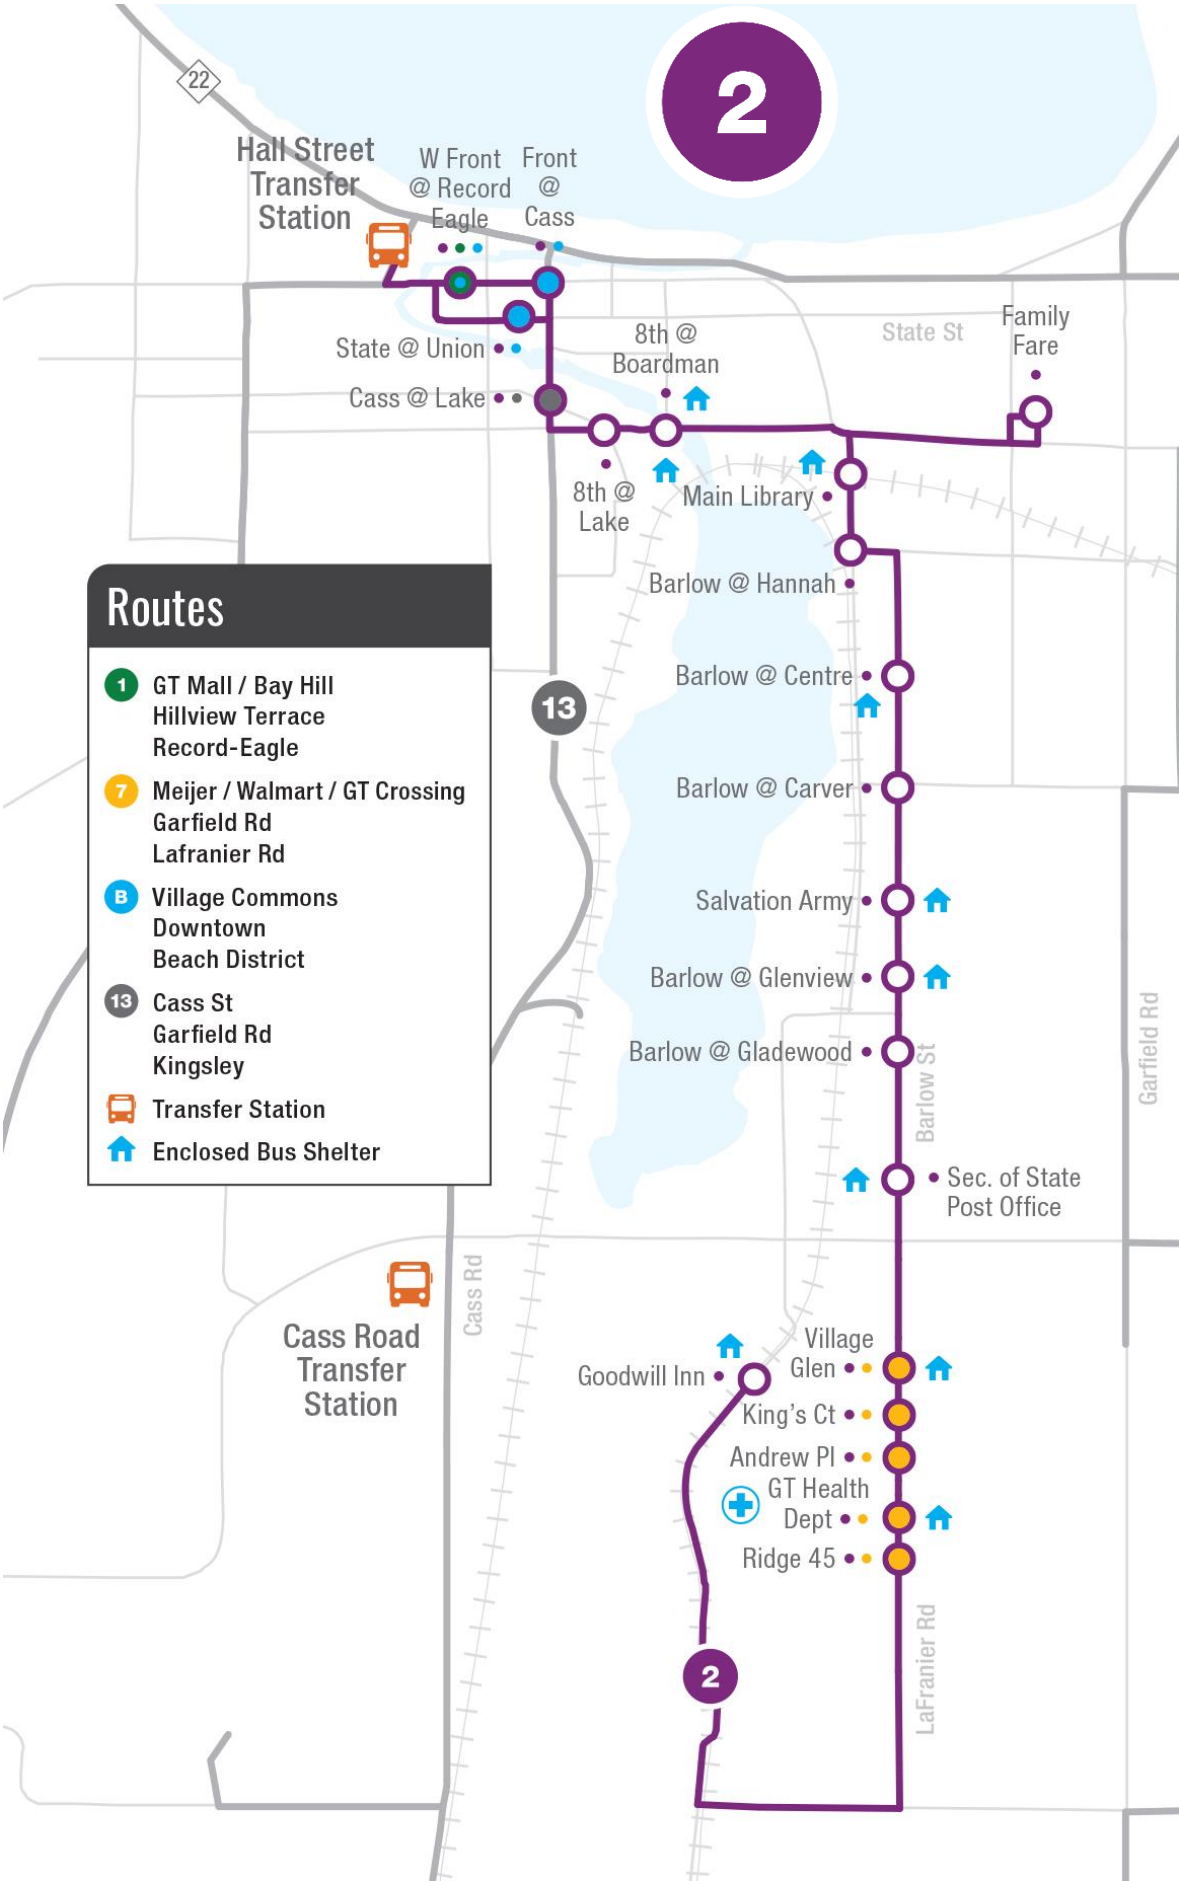 2
22
Hall Street
Transfer
Station
W Front
@ Record
Eagle
Front
@
Cass
State @ Union
Cass @ Lake
8th @
Boardman
State St
Family
Fare
8th @
Lake
Main Library
Barlow @ Hannah
Routes
1 GT Mall / Bay Hill
Hillview Terrace
Record-Eagle
7 Meijer / Walmart / GT Crossing
Garfield Rd
Lafranier Rd
B Village Commons
Downtown
Beach District
13 Cass St
Garfield Rd
Kingsley
Transfer Station
Enclosed Bus Shelter
13
Barlow @ Centre
Barlow @ Carver
Salvation Army
Barlow @ Glenview
Barlow @ Gladewood
Barlow St
Garfield Rd
Sec. of State
Post Office
Cass Rd
Cass Road
Transfer
Station
Goodwill Inn
Village
Glen
King's Ct
Andrew Pl
GT Health
Dept
Ridge 45
LaFranier Rd
2